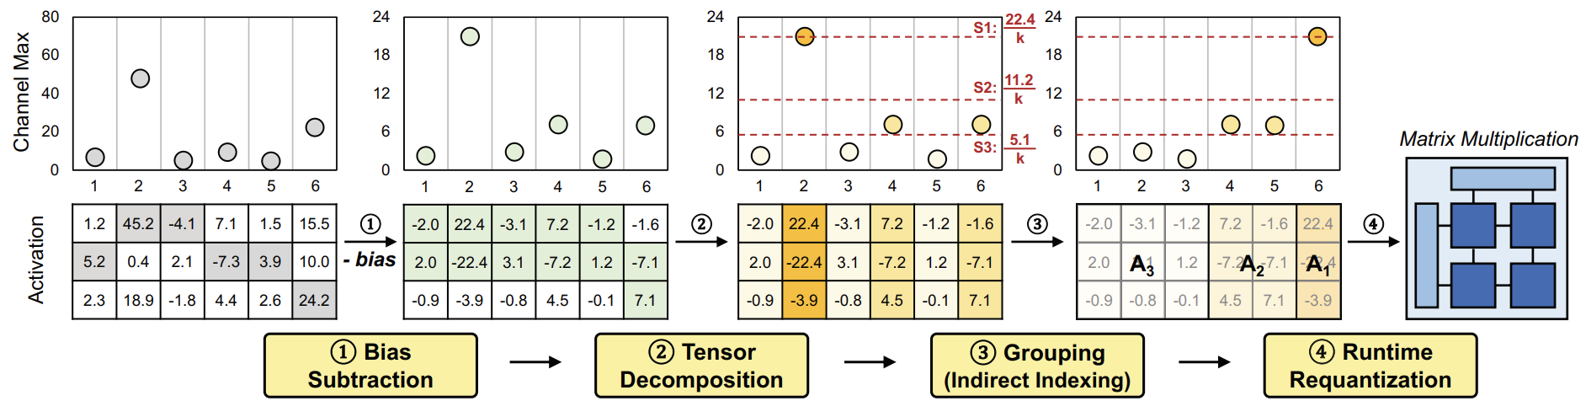 Channel Max
80
60
40
20
0
1 2 3 4 5 6
24
18
12
6
0
1 2 3 4 5 6
24
18
12
6
0
1 2 3 4 5 6
S1: 22.4
k
S2: 11.2
k
S3: 5.1
k
24
18
12
6
0
1 2 3 4 5 6
Matrix Multiplication
Activation
1.2 45.2 -4.1 7.1 1.5 15.5
5.2 0.4 2.1 -7.3 3.9 10.0
2.3 18.9 -1.8 4.4 2.6 24.2
①
- bias
-2.0 22.4 -3.1 7.2 -1.2 -1.6
2.0 -22.4 3.1 -7.2 1.2 -7.1
-0.9 -3.9 -0.8 4.5 -0.1 7.1
②
-2.0 22.4 -3.1 7.2 -1.2 -1.6
2.0 -22.4 3.1 -7.2 1.2 -7.1
-0.9 -3.9 -0.8 4.5 -0.1 7.1
③
-2.0 -3.1 -1.2 7.2 -1.6 22.4
2.0 A₃ 1.2 A₂ -7.1 A₁
-0.9 -0.8 -0.1 4.5 7.1 -3.9
④
① Bias
Subtraction
② Tensor
Decomposition
③ Grouping
(Indirect Indexing)
④ Runtime
Requantization